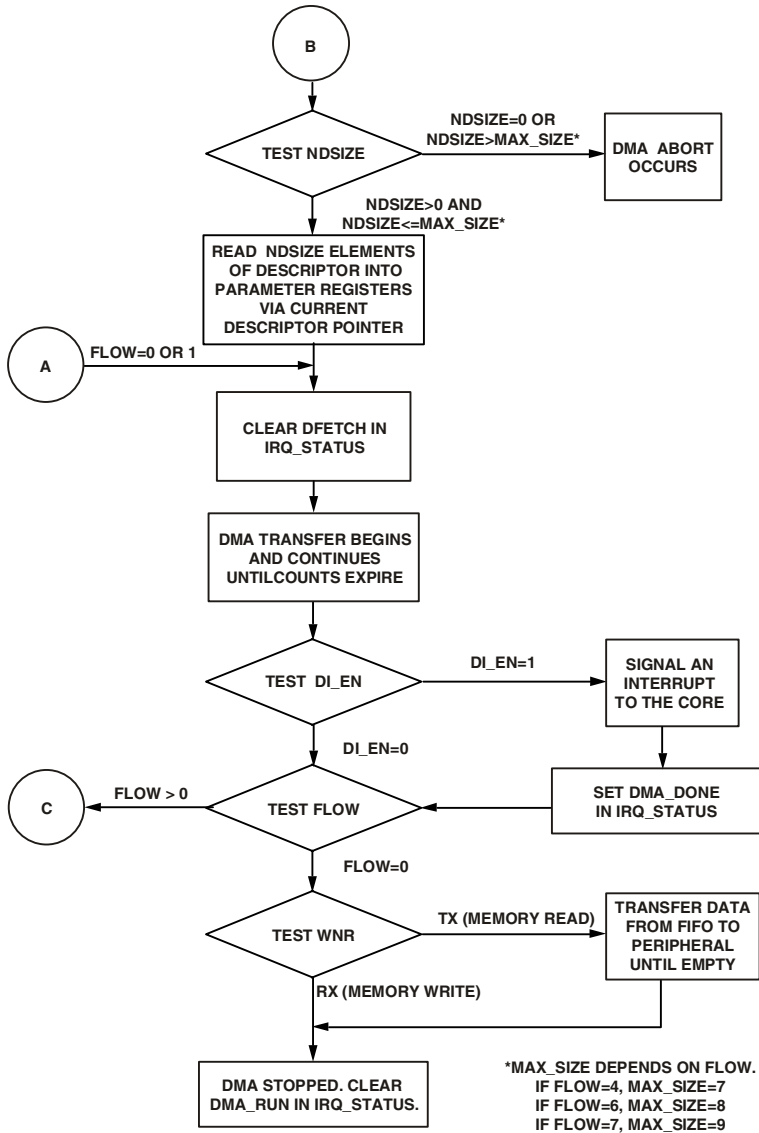 B
TEST NDSIZE
NDSIZE=0 OR
NDSIZE>MAX_SIZE*
DMA ABORT
OCCURS
NDSIZE>0 AND
NDSIZE<=MAX_SIZE*
READ NDSIZE ELEMENTS
OF DESCRIPTOR INTO
PARAMETER REGISTERS
VIA CURRENT
DESCRIPTOR POINTER
A
FLOW=0 OR 1
CLEAR DFETCH IN
IRQ_STATUS
DMA TRANSFER BEGINS
AND CONTINUES
UNTILCOUNTS EXPIRE
TEST DI_EN
DI_EN=1
SIGNAL AN
INTERRUPT
TO THE CORE
DI_EN=0
SET DMA_DONE
IN IRQ_STATUS
C
FLOW > 0
TEST FLOW
FLOW=0
TEST WNR
TX (MEMORY READ)
TRANSFER DATA
FROM FIFO TO
PERIPHERAL
UNTIL EMPTY
RX (MEMORY WRITE)
DMA STOPPED. CLEAR
DMA_RUN IN IRQ_STATUS.
*MAX_SIZE DEPENDS ON FLOW.
IF FLOW=4, MAX_SIZE=7
IF FLOW=6, MAX_SIZE=8
IF FLOW=7, MAX_SIZE=9